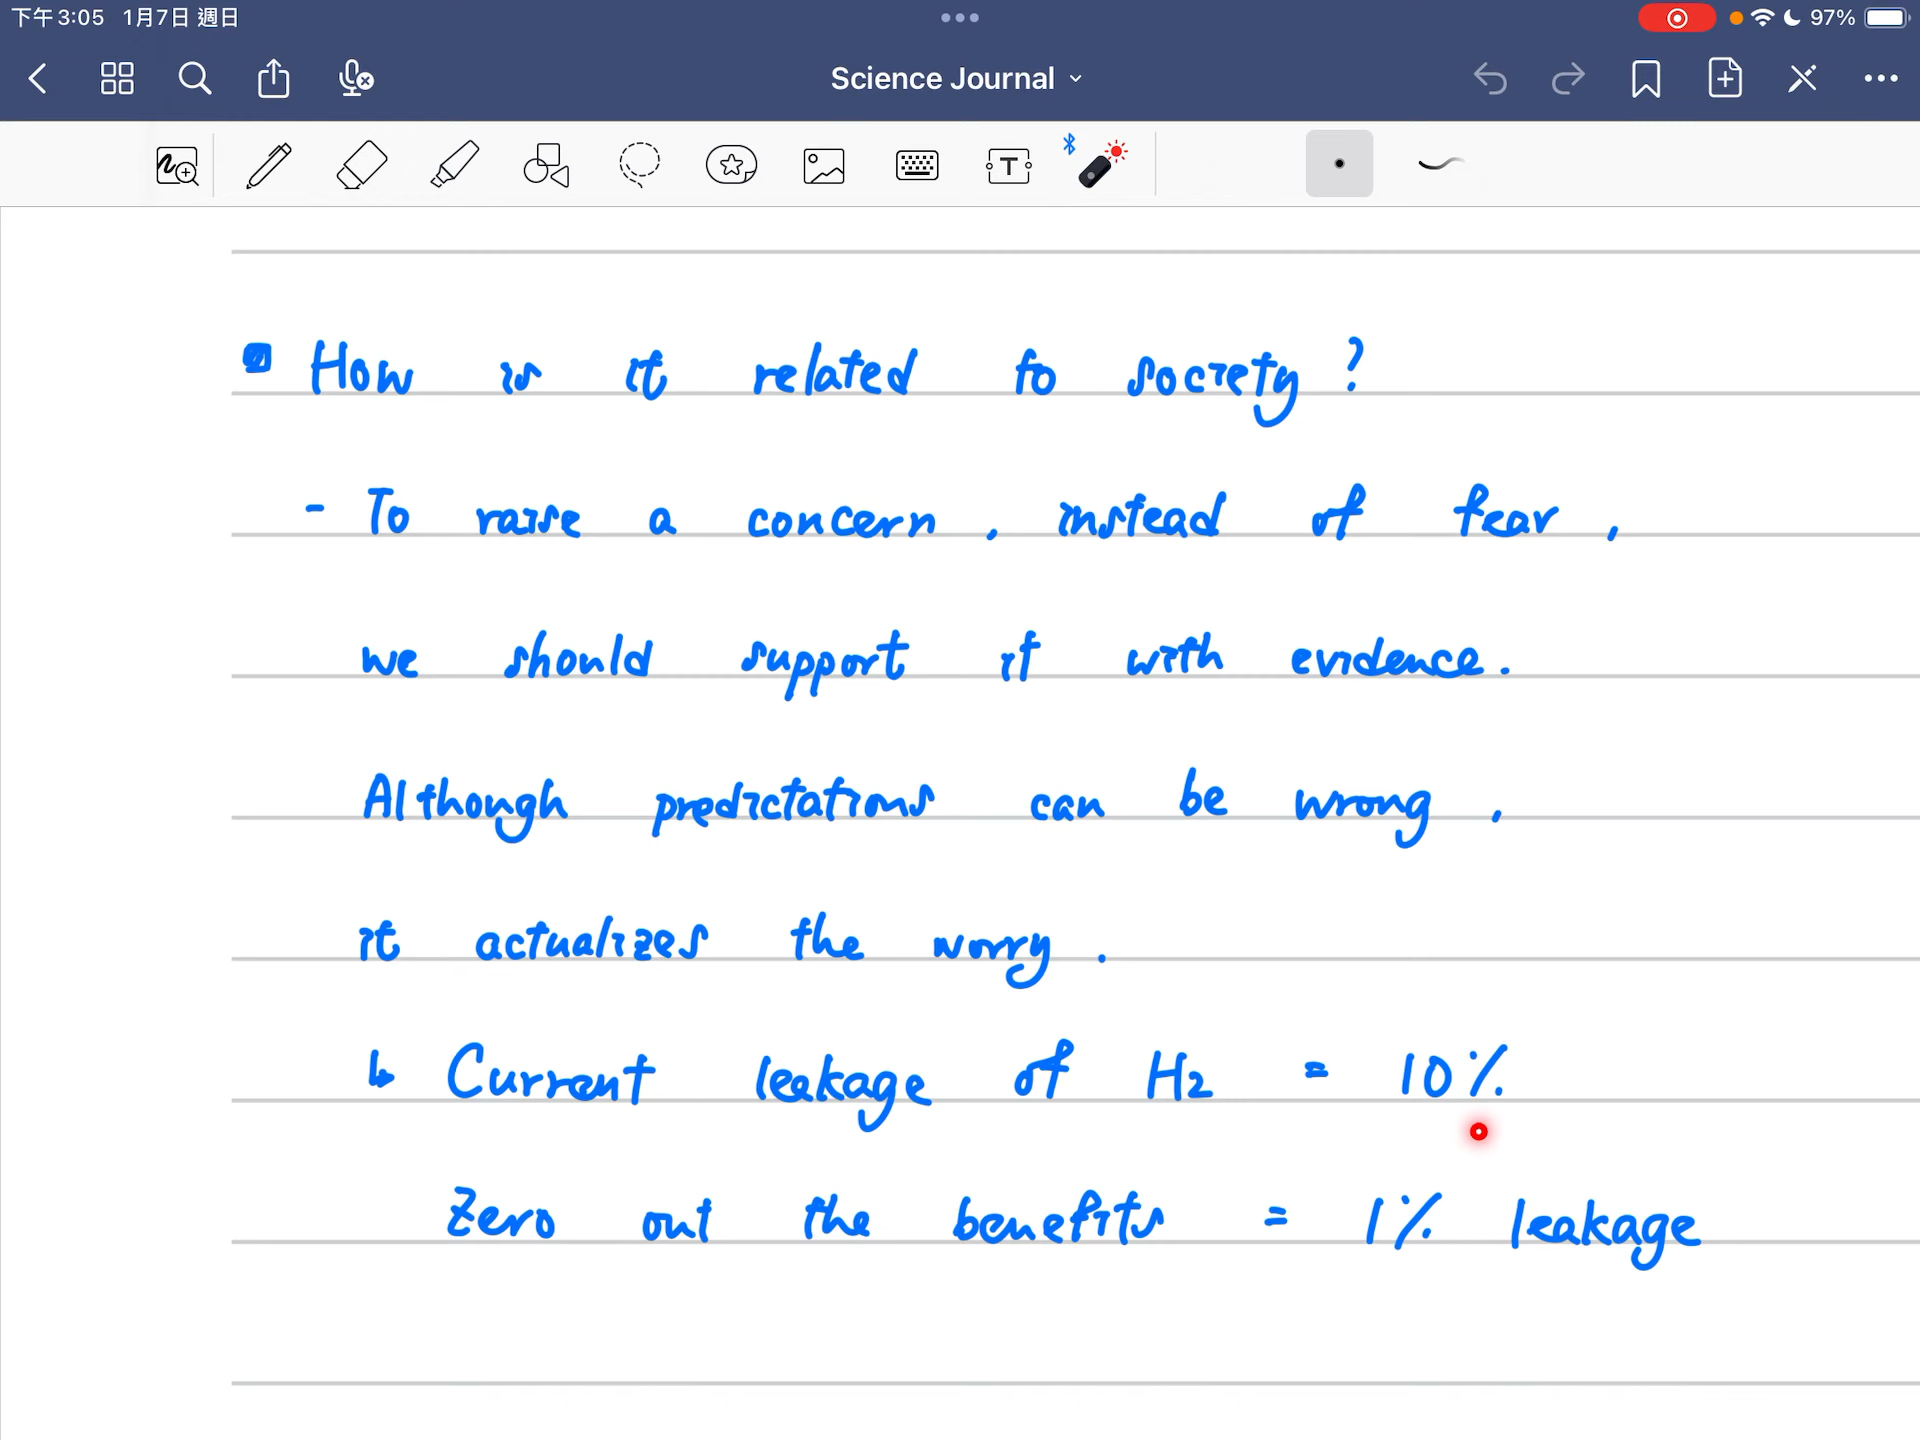 下午3:05 1月7日 週日
97%
Science Journal
T
How is it related to society?
- To raise a concern, instead of fear,
we should support it with evidence.
Although predictations can be wrong,
it actualizes the worry.
↳ Current leakage of H2 = 10%
Zero out the benefits = 1% leakage